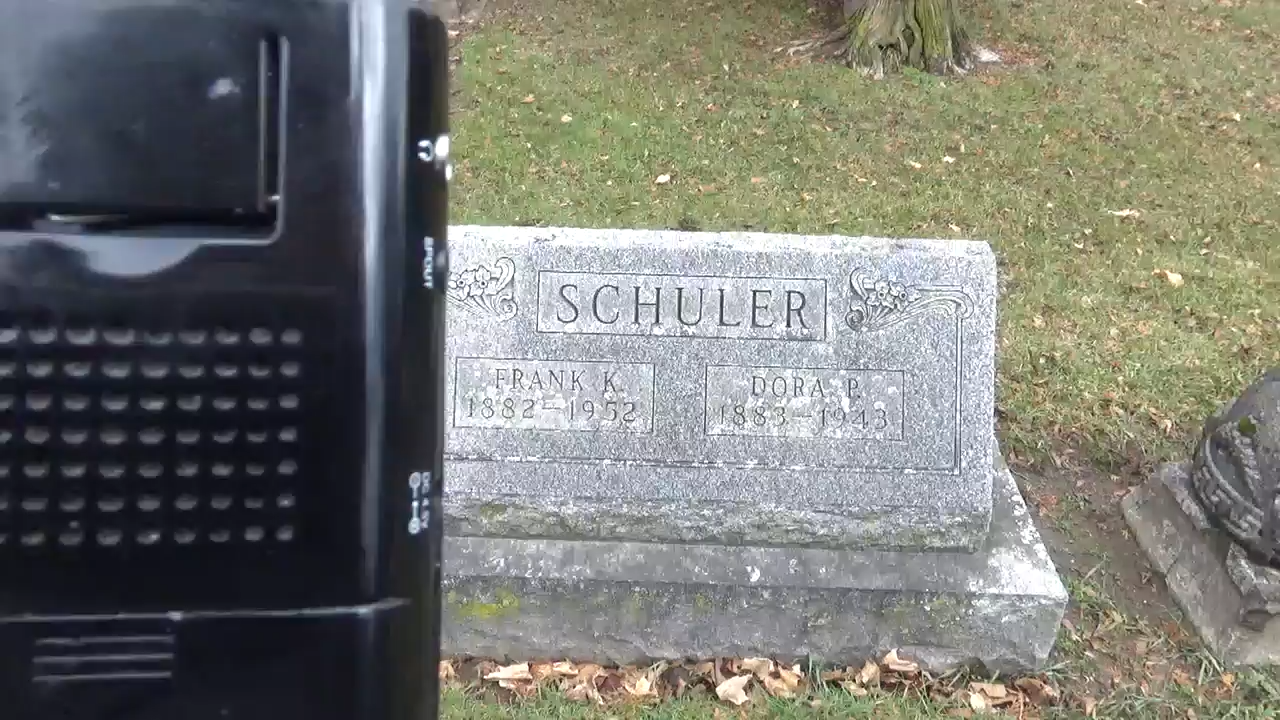 SCHULER
FRANK K.
1882–1952
DORA P.
1883–1943